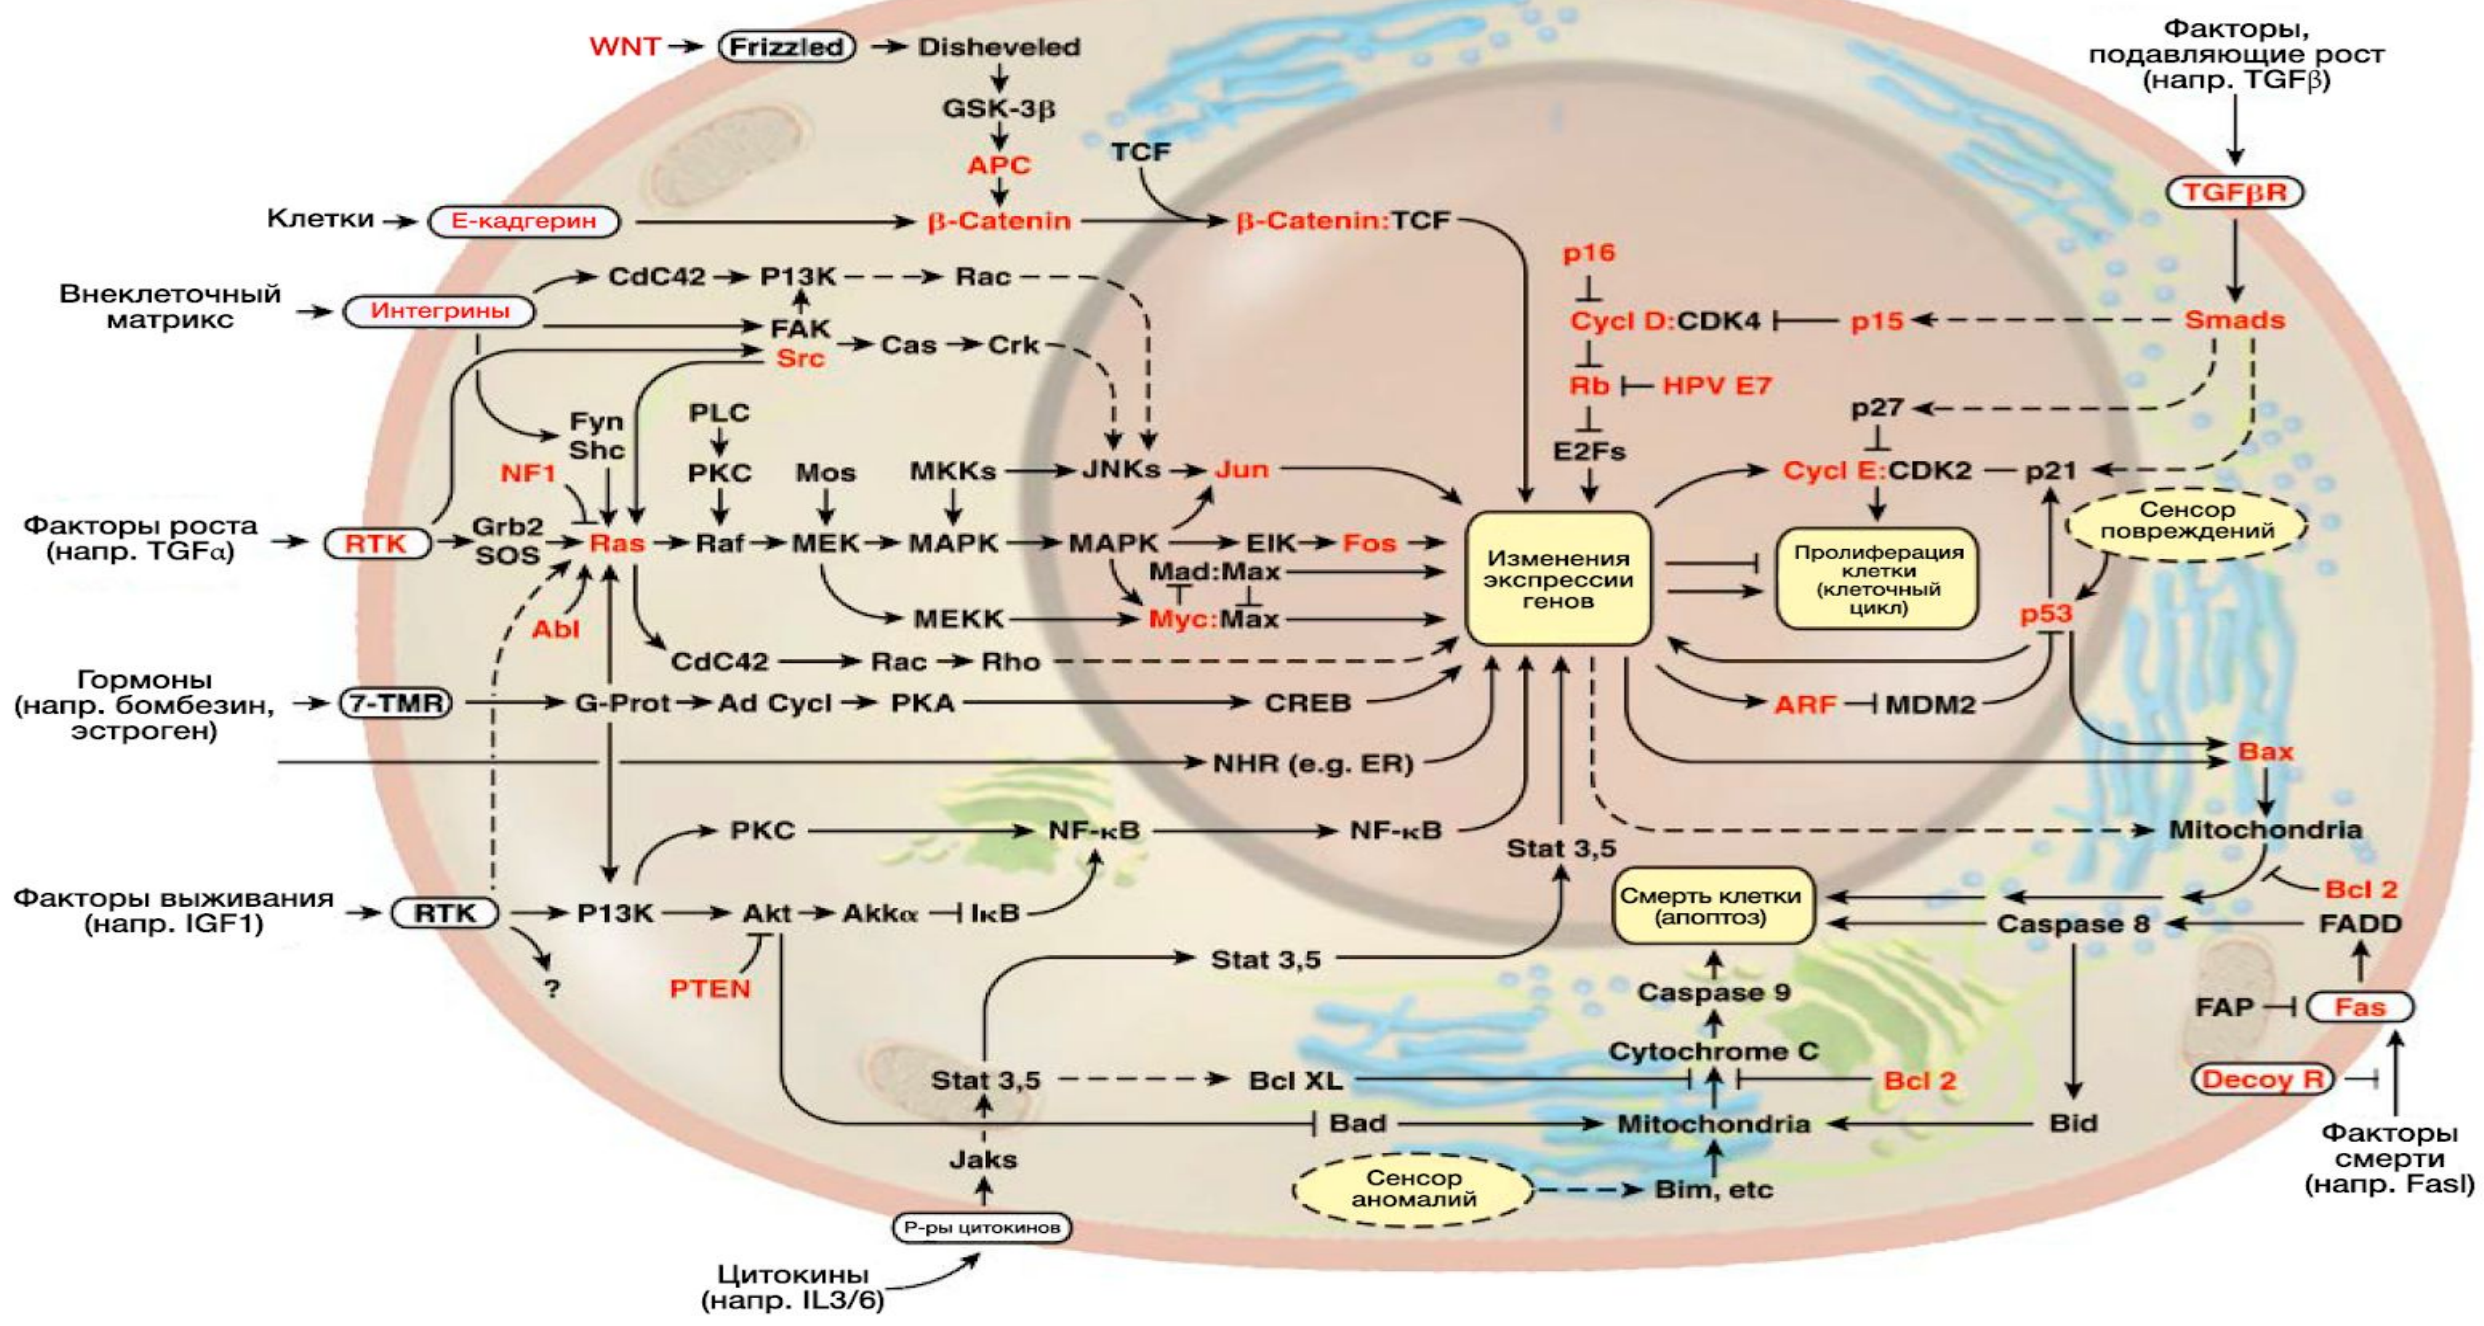 WNT
Frizzled
Disheveled
GSK-3β
APC
TCF
Клетки
Е-кадгерин
β-Catenin
β-Catenin:TCF
Внеклеточный
матрикс
Интегрины
CdC42
P13K
Rac
FAK
Src
Cas
Crk
Fyn
Shc
PLC
NF1
PKC
Mos
MKKs
JNKs
Jun
Факторы роста
(напр. TGFα)
RTK
Grb2
SOS
Ras
Raf
MEK
MAPK
MAPK
ElK
Fos
Mad:Max
Abl
MEKK
Myc:Max
CdC42
Rac
Rho
Гормоны
(напр. бомбезин,
эстроген)
7-TMR
G-Prot
Ad Cycl
PKA
CREB
NHR (e.g. ER)
PKC
NF-κB
NF-κB
Факторы выживания
(напр. IGF1)
RTK
P13K
Akt
Akkα
IκB
?
PTEN
Stat 3,5
Stat 3,5
Stat 3,5
Bcl XL
Bad
Jaks
Р-ры цитокинов
Цитокины
(напр. IL3/6)
Факторы,
подавляющие рост
(напр. TGFβ)
TGFβR
p16
Cycl D:CDK4
p15
Smads
Rb
HPV E7
p27
E2Fs
Cycl E:CDK2
p21
Сенсор
повреждений
Изменения
экспрессии
генов
Пролиферация
клетки
(клеточный
цикл)
p53
ARF
MDM2
Bax
Mitochondria
Смерть клетки
(апоптоз)
Bcl 2
Caspase 8
FADD
Caspase 9
FAP
Fas
Cytochrome C
Bcl 2
Decoy R
Mitochondria
Bid
Сенсор
аномалий
Bim, etc
Факторы
смерти
(напр. Fasl)